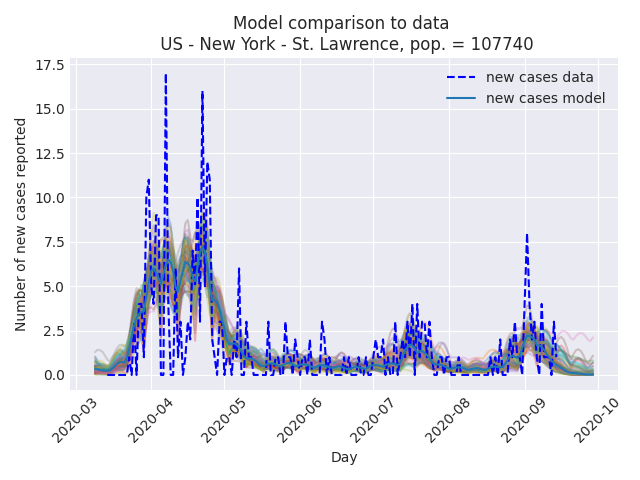 Model comparison to data
US - New York - St. Lawrence, pop. = 107740
17.5
15.0
12.5
10.0
7.5
5.0
2.5
0.0
Number of new cases reported
new cases data
new cases model
2020-03
2020-04
2020-05
2020-06
2020-07
2020-08
2020-09
2020-10
Day